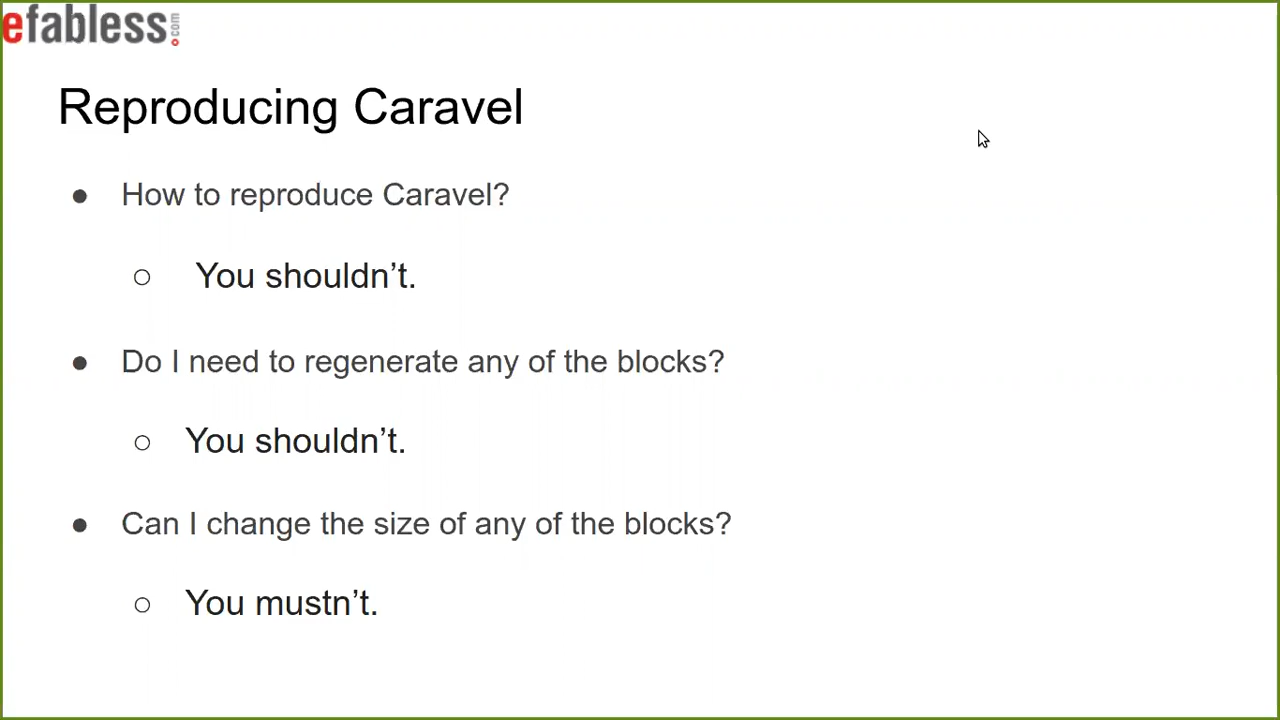 efabless.com
Reproducing Caravel
● How to reproduce Caravel?
○ You shouldn’t.
● Do I need to regenerate any of the blocks?
○ You shouldn’t.
● Can I change the size of any of the blocks?
○ You mustn’t.